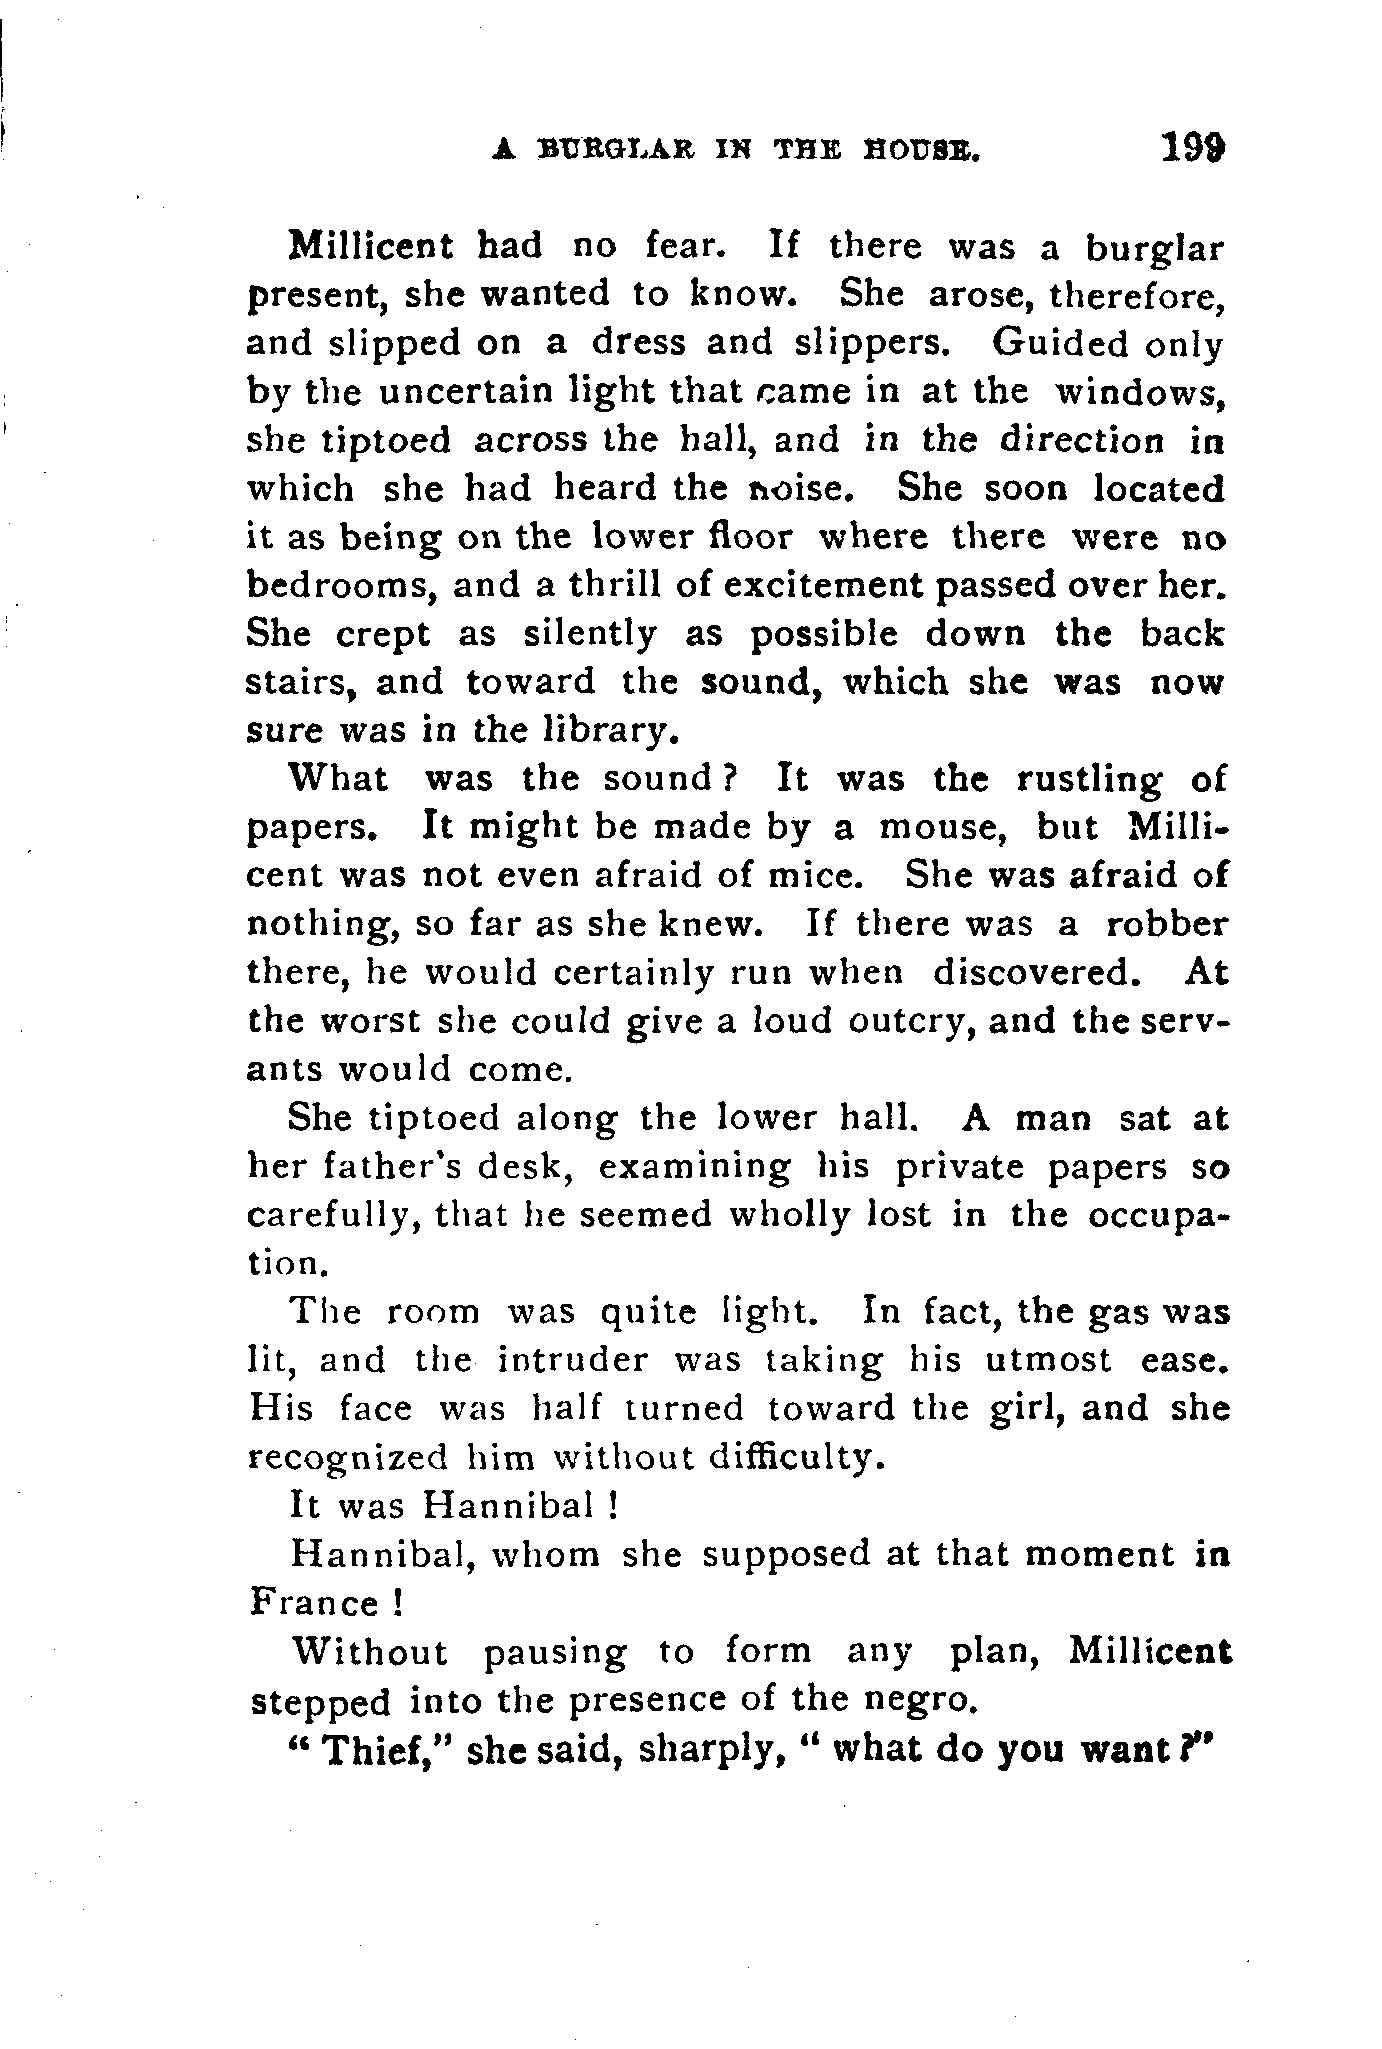 A BURGLAR IN THE HOUSE. 199
Millicent had no fear. If there was a burglar
present, she wanted to know. She arose, therefore,
and slipped on a dress and slippers. Guided only
by the uncertain light that came in at the windows,
she tiptoed across the hall, and in the direction in
which she had heard the noise. She soon located
it as being on the lower floor where there were no
bedrooms, and a thrill of excitement passed over her.
She crept as silently as possible down the back
stairs, and toward the sound, which she was now
sure was in the library.
What was the sound? It was the rustling of
papers. It might be made by a mouse, but Milli-
cent was not even afraid of mice. She was afraid of
nothing, so far as she knew. If there was a robber
there, he would certainly run when discovered. At
the worst she could give a loud outcry, and the serv-
ants would come.
She tiptoed along the lower hall. A man sat at
her father's desk, examining his private papers so
carefully, that he seemed wholly lost in the occupa-
tion.
The room was quite light. In fact, the gas was
lit, and the intruder was taking his utmost ease.
His face was half turned toward the girl, and she
recognized him without difficulty.
It was Hannibal !
Hannibal, whom she supposed at that moment in
France !
Without pausing to form any plan, Millicent
stepped into the presence of the negro.
“ Thief,” she said, sharply, “ what do you want ?”